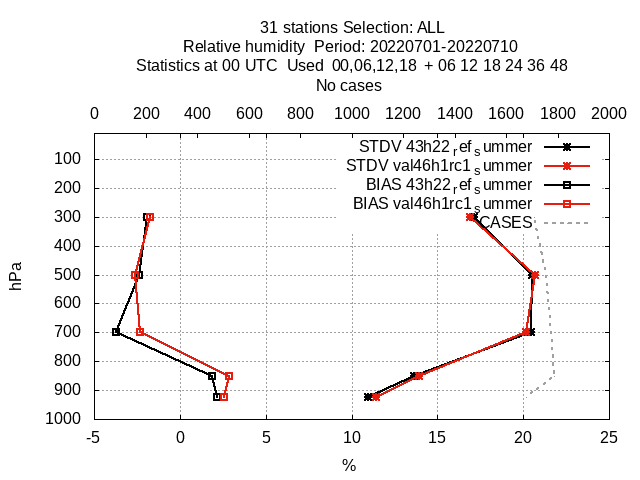 31 stations Selection: ALL
Relative humidity  Period: 20220701-20220710
Statistics at 00 UTC  Used  00,06,12,18  + 06 12 18 24 36 48
No cases
0 200 400 600 800 1000 1200 1400 1600 1800 2000
STDV 43h22_ref_summer
STDV val46h1rc1_summer
BIAS 43h22_ref_summer
BIAS val46h1rc1_summer
CASES
100
200
300
400
500
600
700
800
900
1000
hPa
-5 0 5 10 15 20 25
%